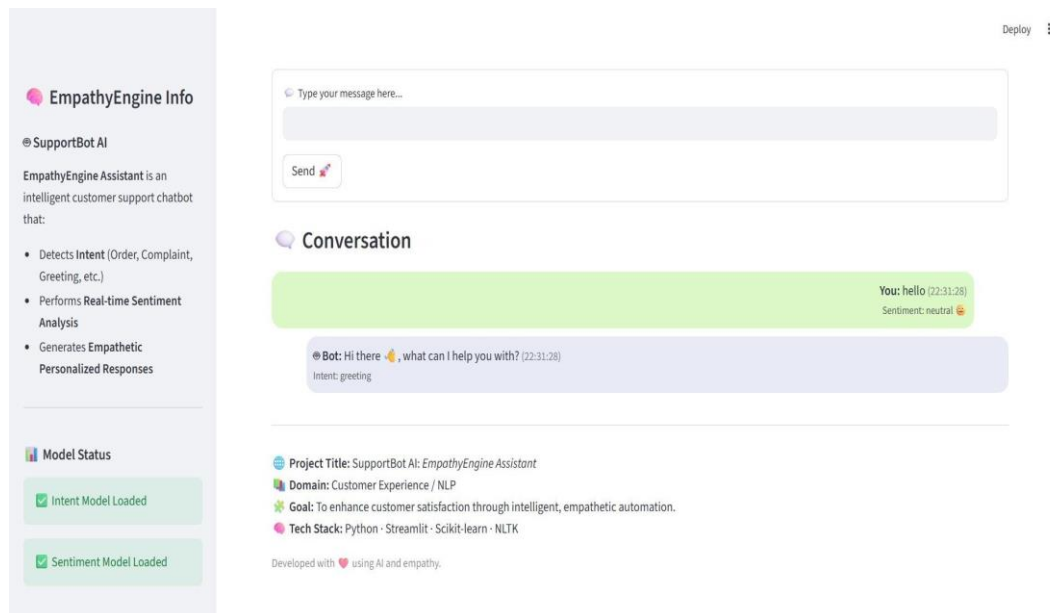 Deploy
🧠 EmpathyEngine Info
SupportBot AI
EmpathyEngine Assistant is an
intelligent customer support chatbot
that:
• Detects Intent (Order, Complaint,
Greeting, etc.)
• Performs Real-time Sentiment
Analysis
• Generates Empathetic
Personalized Responses
📊 Model Status
✅ Intent Model Loaded
✅ Sentiment Model Loaded
💬 Type your message here...
Send 🚀
💬 Conversation
You: hello (22:31:28)
Sentiment: neutral 😐
Bot: Hi there 👋, what can I help you with? (22:31:28)
Intent: greeting
🌐 Project Title: SupportBot AI: EmpathyEngine Assistant
📚 Domain: Customer Experience / NLP
🧩 Goal: To enhance customer satisfaction through intelligent, empathetic automation.
🧠 Tech Stack: Python · Streamlit · Scikit-learn · NLTK
Developed with ❤️ using AI and empathy.